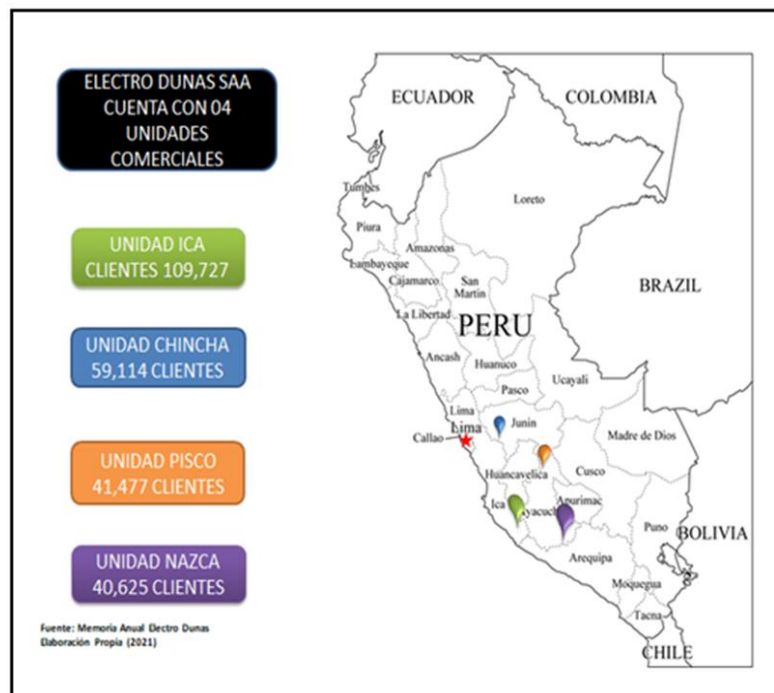 ELECTRO DUNAS SAA
CUENTA CON 04
UNIDADES
COMERCIALES
UNIDAD ICA
CLIENTES 109,727
UNIDAD CHINCHA
59,114 CLIENTES
UNIDAD PISCO
41,477 CLIENTES
UNIDAD NAZCA
40,625 CLIENTES
Fuente: Memoria Anual Electro Dunas
Elaboración Propia (2021)
ECUADOR
COLOMBIA
Tumbes
Loreto
Piura
Amazonas
Lambayeque
Cajamarco
San
Martin
BRAZIL
La Libertad
PERU
Ancash
Huanuco
Ucayali
Pasco
Lima
Lima
Junin
Callao
Madre de Dios
Huancavelica
Cusco
Ica
Ayacuch
Apurimac
Puno
BOLIVIA
Arequipa
Moquegua
Tacna
CHILE